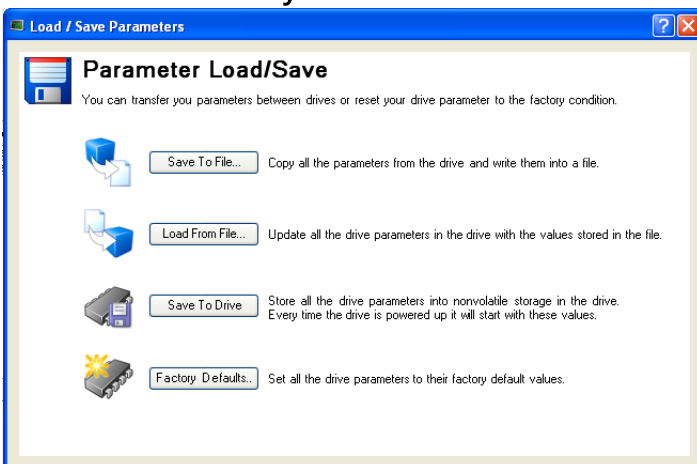 Load / Save Parameters
Parameter Load/Save
You can transfer you parameters between drives or reset your drive parameter to the factory condition.
Save To File...
Copy all the parameters from the drive and write them into a file.
Load From File...
Update all the drive parameters in the drive with the values stored in the file.
Save To Drive
Store all the drive parameters into nonvolatile storage in the drive.
Every time the drive is powered up it will start with these values.
Factory Defaults..
Set all the drive parameters to their factory default values.